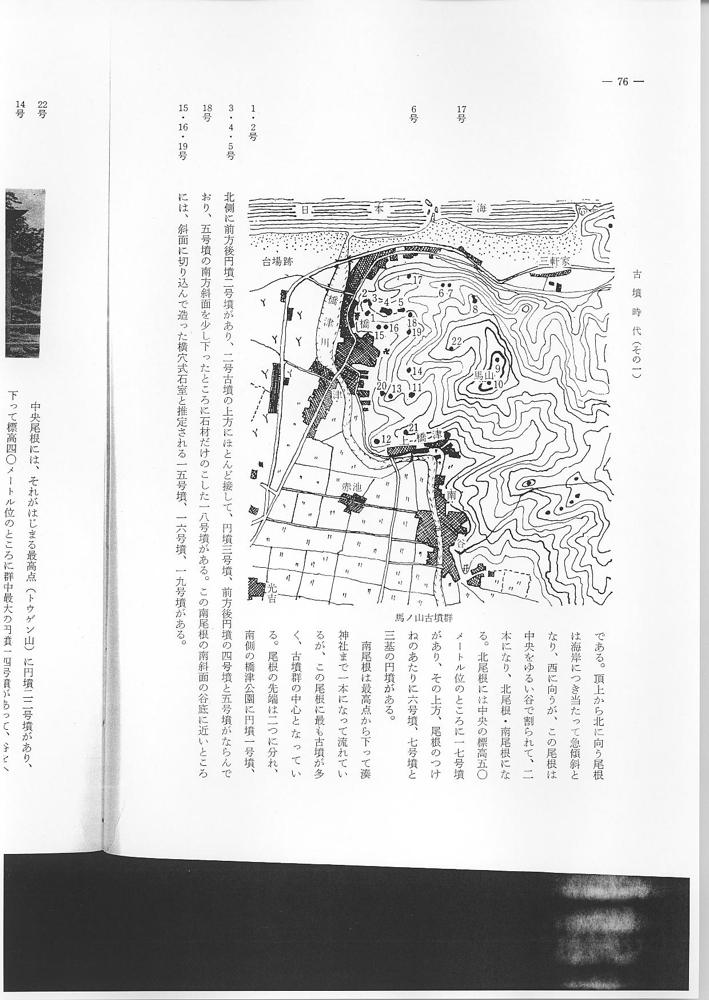 ― 76 ―
古墳時代（その一）
17号
6号
1・2号
3・4・5号
18号
15・16・19号
日本海
台場跡
三軒家
橋津川
橋
津
馬山
上橋津
南
谷
赤池
光吉
1
2
3
4
5
6
7
8
9
10
11
12
13
14
15
16
17
18
19
20
21
22
馬ノ山古墳群
である。頂上から北に向う尾根
は海岸につき当たって急傾斜と
なり、西に向うが、この尾根は
中央をゆるい谷で割られて、二
本になり、北尾根・南尾根にな
る。北尾根には中央の標高五〇
メートル位のところに一七号墳
があり、その上方、尾根のつけ
ねのあたりに六号墳、七号墳と
三基の円墳がある。
南尾根は最高点から下って湊
神社まで一本になって流れてい
るが、この尾根に最も古墳が多
く、古墳群の中心となってい
る。尾根の先端は二つに分れ、
南側の橋津公園に円墳一号墳、
北側に前方後円墳二号墳があり、二号古墳の上方にほとんど接して、円墳三号墳、前方後円墳の四号墳と五号墳がならんで
おり、五号墳の南方斜面を少し下ったところに石材だけのこした一八号墳がある。この南尾根の南斜面の谷底に近いところ
には、斜面に切り込んで造った横穴式石室と推定される一五号墳、一六号墳、一九号墳がある。
22号
14号
中央尾根には、それがはじまる最高点（トウゲン山）に円墳二二号墳があり、
下って標高四〇メートル位のところに群中最大の円墳一四号墳があって、